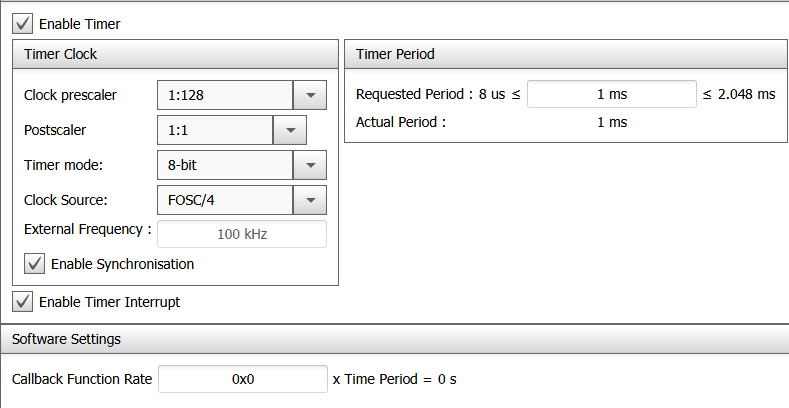 Enable Timer
Timer Clock
Clock prescaler 1:128
Postscaler 1:1
Timer mode: 8-bit
Clock Source: FOSC/4
External Frequency : 100 kHz
Enable Synchronisation
Timer Period
Requested Period : 8 us ≤ 1 ms ≤ 2.048 ms
Actual Period : 1 ms
Enable Timer Interrupt
Software Settings
Callback Function Rate 0x0 x Time Period = 0 s